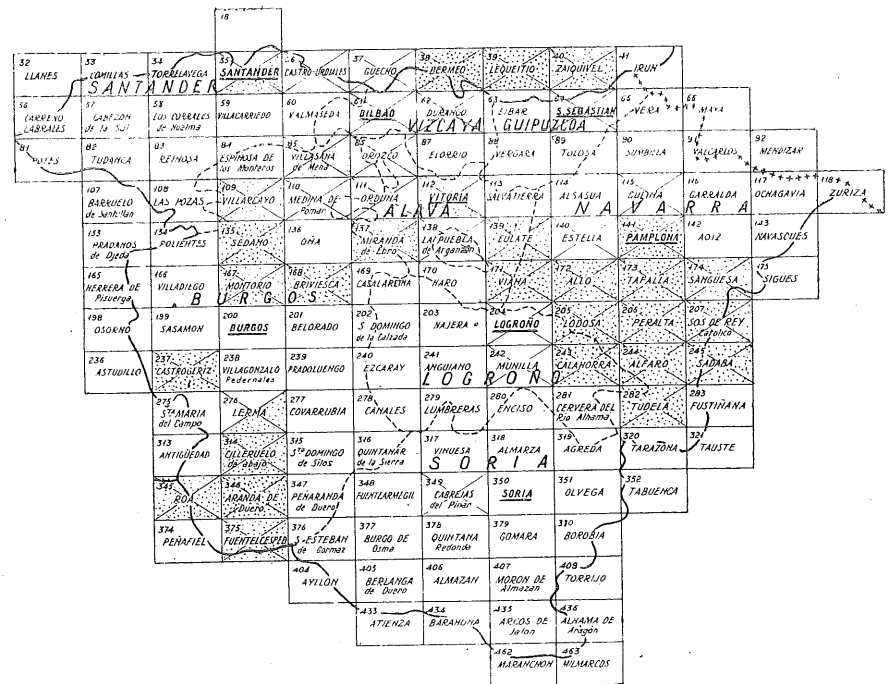 18
32 33 34 35 36 37 38 39 40 41
LLANES COMILLAS TORRELAVEGA SANTANDER CASTRO-URDIALES GUECHO BERMEO LEQUEITIO ZAIQUIVEL IRUN
SANTANDER
56 57 58 59 60 61 62 63 64 65 66
CARREÑO CABRALES CABEZON de la Sal LOS CORRALES de Buelna VILLACARRIEDO VALMASEDA BILBAO DURANGO EIBAR S.SEBASTIAN VERA MAYA
VIZCAYA GUIPUZCOA
81 82 83 84 85 86 87 88 89 90 91 92
POTES TUDANCA REINOSA ESPINOSA DE los Monteros VILLASANA de Mena OROZCO ELORRIO VERGARA TOLOSA SUMBILLA VALCARLOS MENDIZAR
107 108 109 110 111 112 113 114 115 116 117 118
BARRUELO de Santullan LAS POZAS VILLARCAYO MEDINA DE Pomar ORDUÑA VITORIA SALVATIERRA ALSASUA GULINA GARRALDA OCHAGAVIA ZURIZA
ALAVA NAVARRA
133 134 135 136 137 138 139 140 141 142 143
PRADANOS de Ojeda POLIENTES SEDANO OÑA MIRANDA de Ebro LA PUEBLA de Arganzón EULATE ESTELLA PAMPLONA AOIZ NAVASCUES
165 166 167 168 169 170 171 172 173 174 175
HERRERA DE Pisuerga VILLADIEGO MONTORIO BRIVIESCA CASALAREINA HARO VIANA ALLO TAFALLA SANGUESA SIGÜES
BURGOS
198 199 200 201 202 203 204 205 206 207
OSORNO SASAMON BURGOS BELORADO S DOMINGO de la Calzada NAJERA LOGROÑO LODOSA PERALTA SOS DE REY Catolico
236 237 238 239 240 241 242 243 244 245
ASTUDILLO CASTROGERIZ VILLAGONZALO Pedernales PRADOLUENGO EZCARAY ANGUIANO MUNILLA CALAHORRA ALFARO SADABA
LOGROÑO
275 276 277 278 279 280 281 282 283
Sta MARIA del Campo LERMA COVARRUBIA CANALES LUMBRERAS ENCISO CERVERA DEL Rio Alhama TUDELA FUSTIÑANA
313 314 315 316 317 318 319 320 321
ANTIGÜEDAD CILLERUELO de abajo Sto DOMINGO de Silos QUINTANAR de la Sierra VINUESA ALMARZA AGREDA TARAZONA TAUSTE
SORIA
345 346 347 348 349 350 351 352
ROA ARANDA DE Duero PEÑARANDA de Duero FUENTEARMEGIL CABREJAS del Pinar SORIA OLVEGA TABUENCA
374 375 376 377 378 379 380
PEÑAFIEL FUENTELCESPED S.ESTEBAN de Gormaz BURGO DE Osma QUINTANA Redonda GOMARA BOROBIA
404 405 406 407 408
AYLLON BERLANGA de Duero ALMAZAN MORON DE Almazan TORRIJO
433 434 435 436
ATIENZA BARAHONA ARCOS DE Jalon ALHAMA DE Aragón
462 463
MARANCHON MILMARCOS